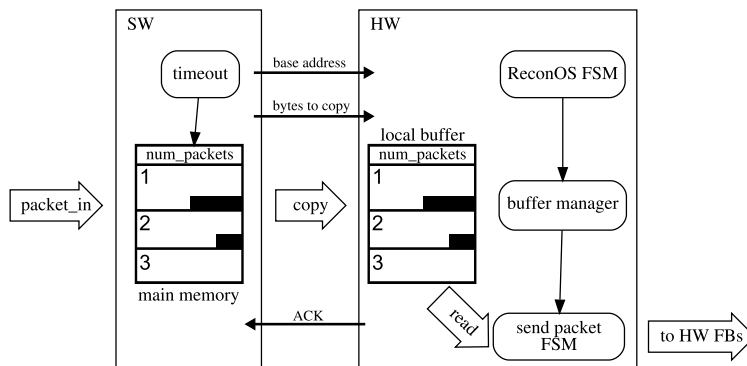 SW
HW
timeout
base address
ReconOS FSM
bytes to copy
local buffer
num_packets
num_packets
1
1
packet_in
copy
buffer manager
2
2
3
3
main memory
ACK
read
send packet
FSM
to HW FBs